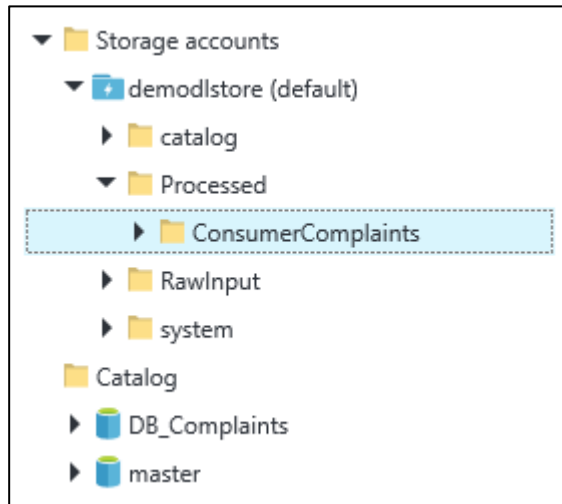 Storage accounts
demodlstore (default)
catalog
Processed
ConsumerComplaints
RawInput
system
Catalog
DB_Complaints
master